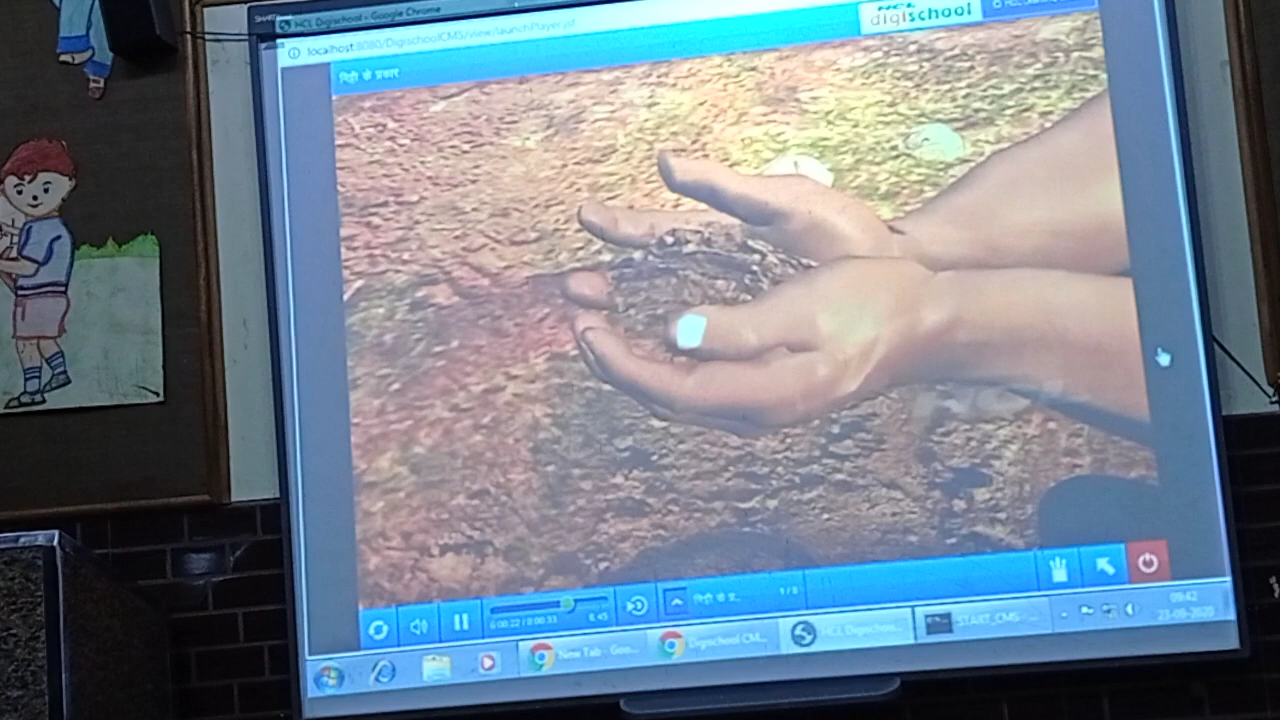 SMART
HCL Digischool - Google Chrome
localhost:8080/DigischoolCMS/view/launchPlayer.jsf
HCL
digischool
मिट्टी के प्रकार
0:00:22 / 0:00:33
1 / 8
New Tab - Goo...
Digischool CM...
HCL Digischoo...
START_CMS -
09:42
23-09-2020